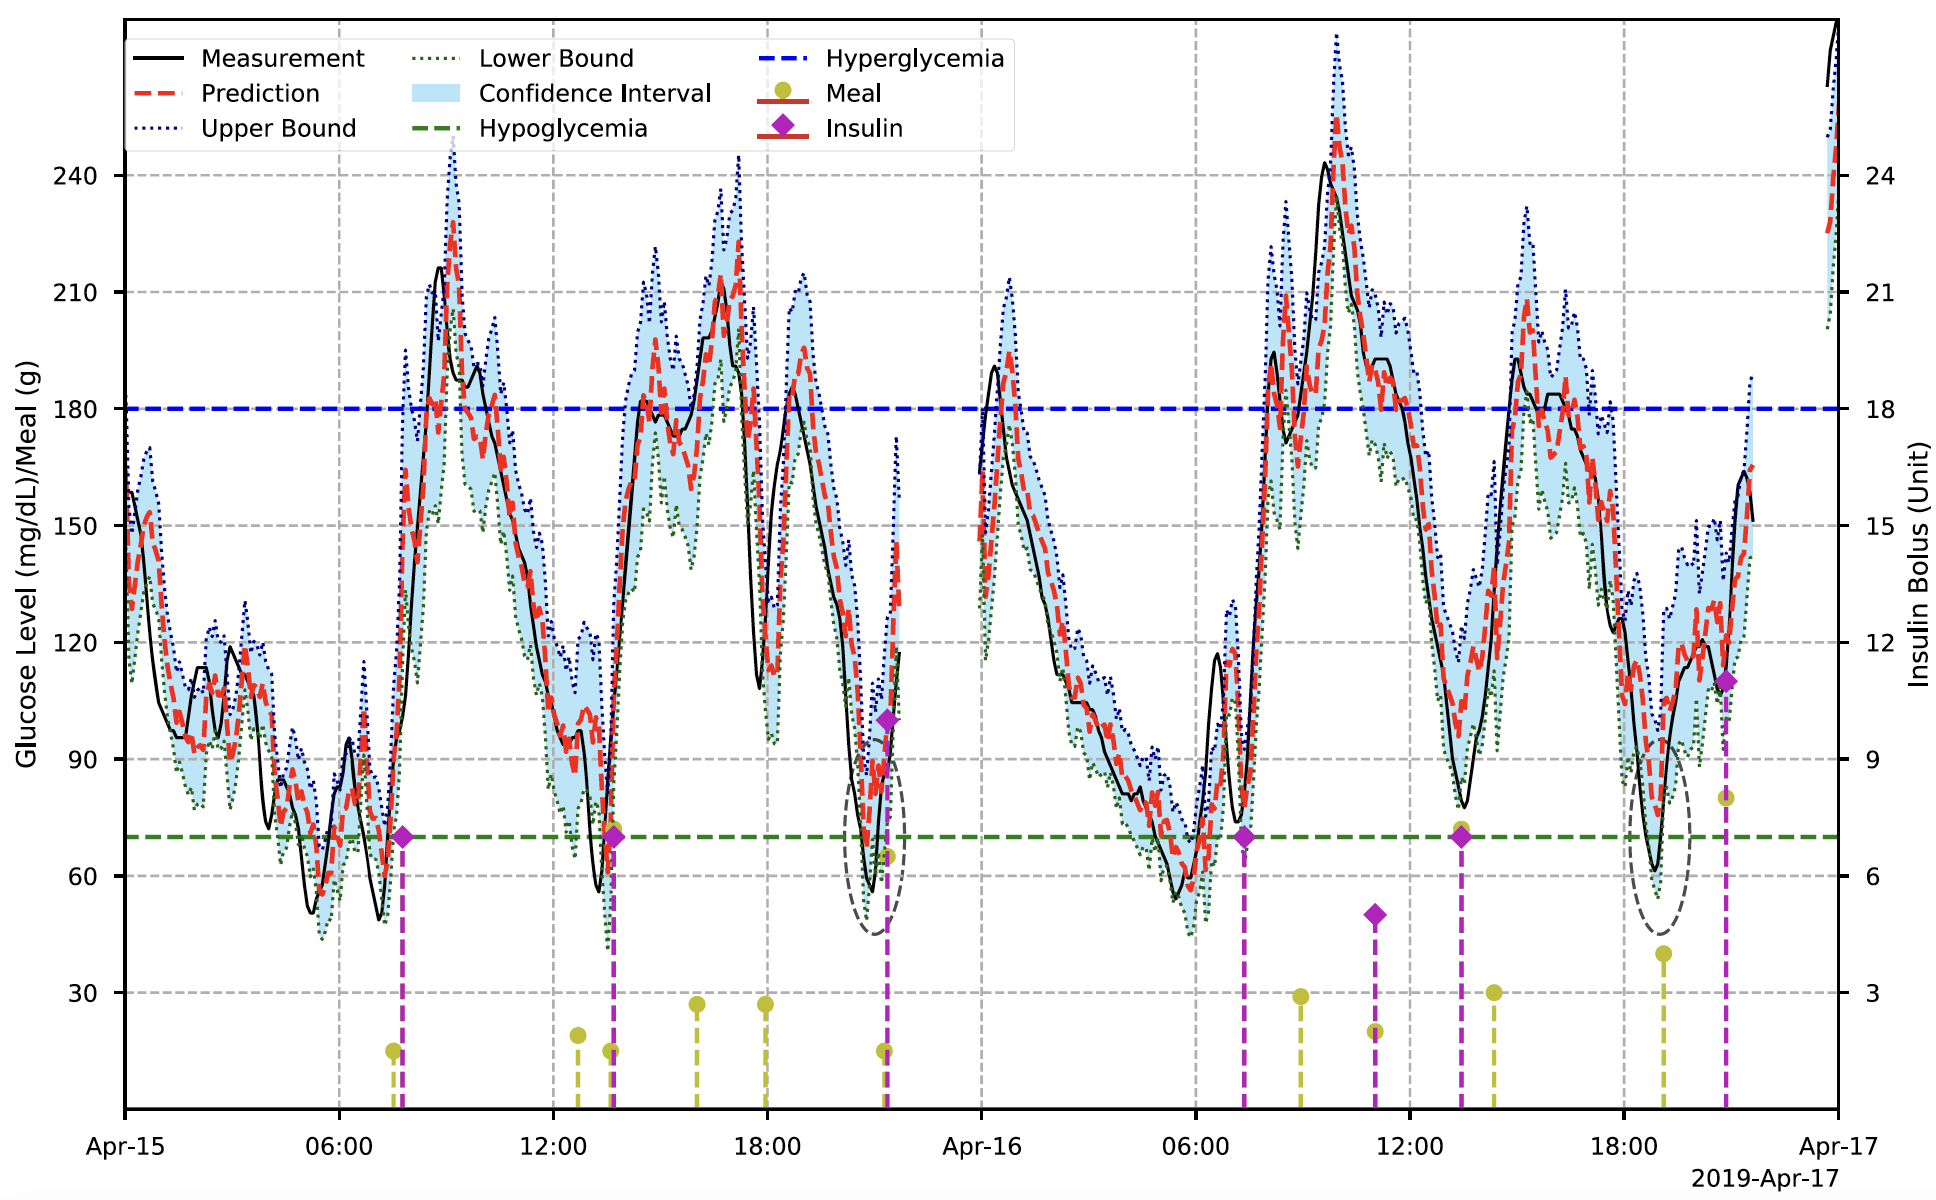 Measurement
Prediction
Upper Bound
Lower Bound
Confidence Interval
Hypoglycemia
Hyperglycemia
Meal
Insulin
Glucose Level (mg/dL)/Meal (g)
240
210
180
150
120
90
60
30
24
21
18
15
12
9
6
3
Insulin Bolus (Unit)
Apr-15
06:00
12:00
18:00
Apr-16
06:00
12:00
18:00
Apr-17
2019-Apr-17